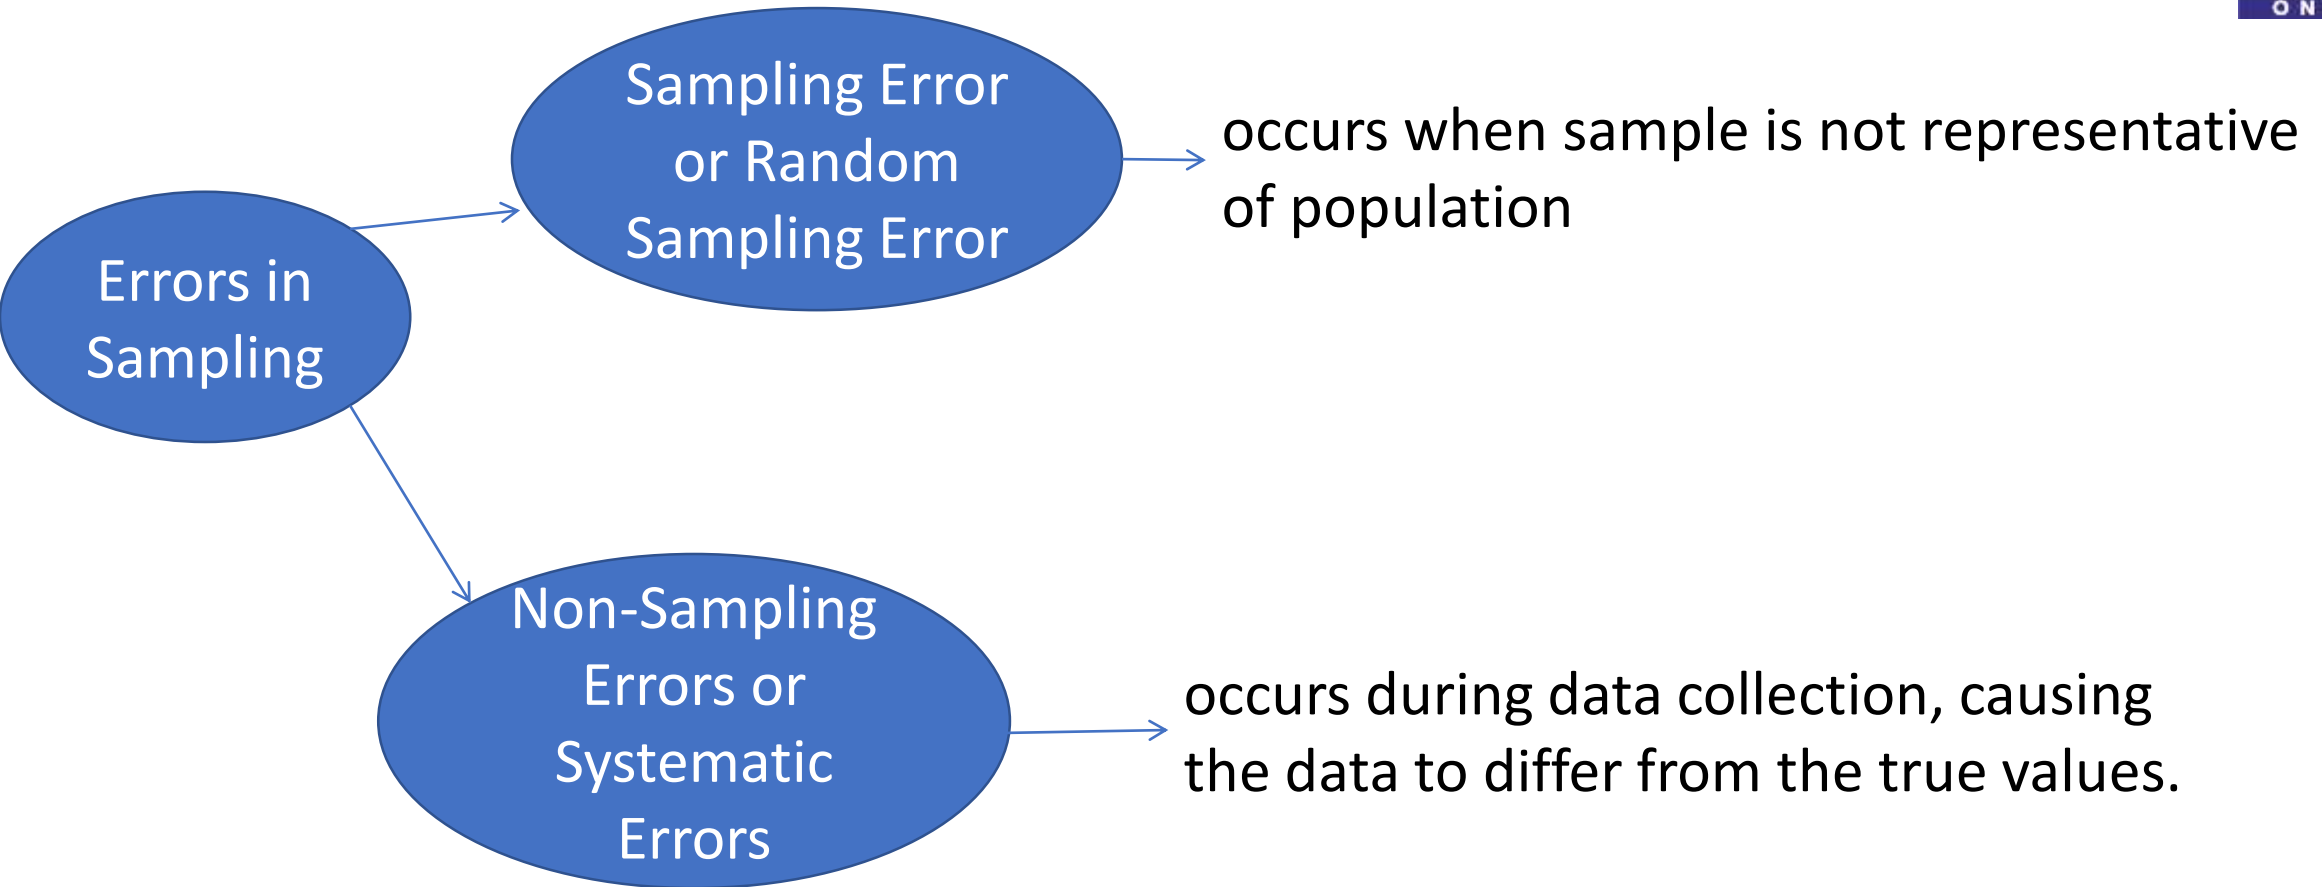 O N
Sampling Error
or Random
Sampling Error
occurs when sample is not representative
of population
Errors in
Sampling
Non-Sampling
Errors or
Systematic
Errors
occurs during data collection, causing
the data to differ from the true values.